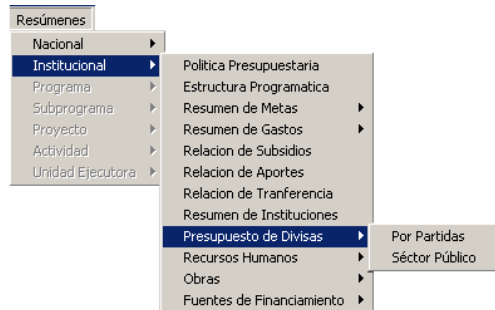 Resúmenes
Nacional
Institucional
Programa
Subprograma
Proyecto
Actividad
Unidad Ejecutora
Politica Presupuestaria
Estructura Programatica
Resumen de Metas
Resumen de Gastos
Relacion de Subsidios
Relacion de Aportes
Relacion de Tranferencia
Resumen de Instituciones
Presupuesto de Divisas
Recursos Humanos
Obras
Fuentes de Financiamiento
Por Partidas
Séctor Público